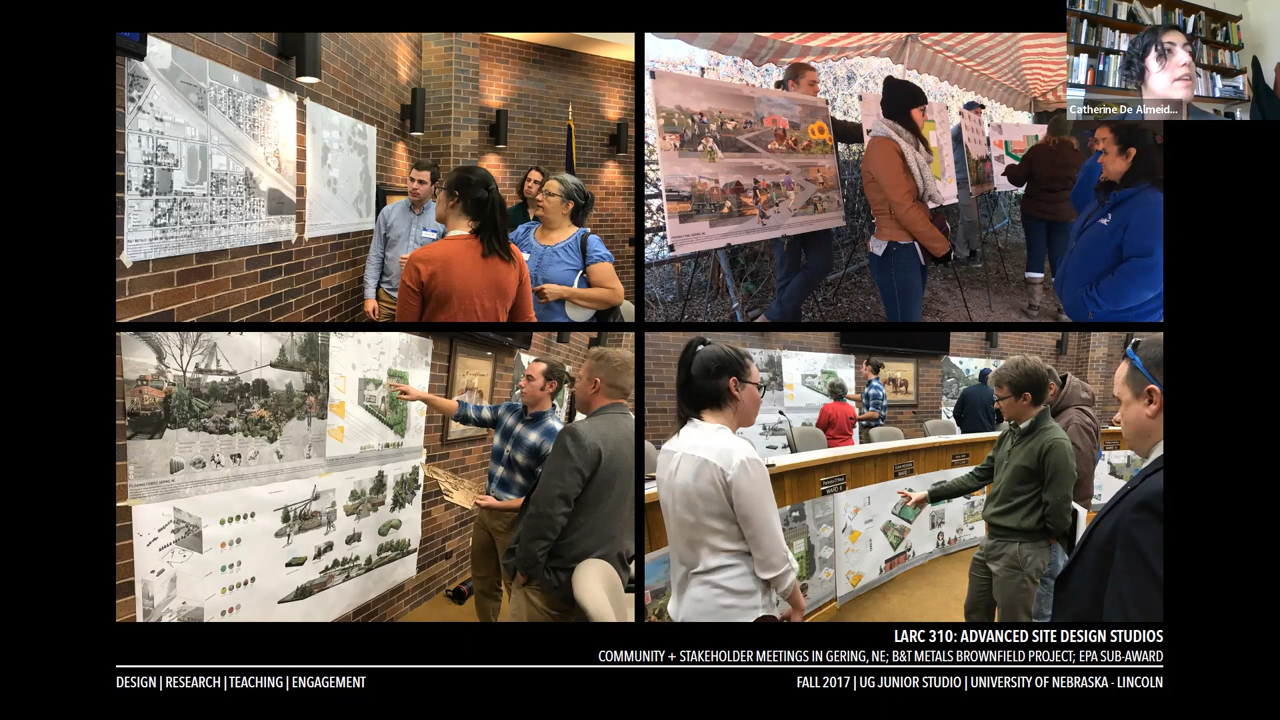 Catherine De Almeid...
LARC 310: ADVANCED SITE DESIGN STUDIOS
COMMUNITY + STAKEHOLDER MEETINGS IN GERING, NE; B&T METALS BROWNFIELD PROJECT; EPA SUB-AWARD
DESIGN | RESEARCH | TEACHING | ENGAGEMENT
FALL 2017 | UG JUNIOR STUDIO | UNIVERSITY OF NEBRASKA - LINCOLN